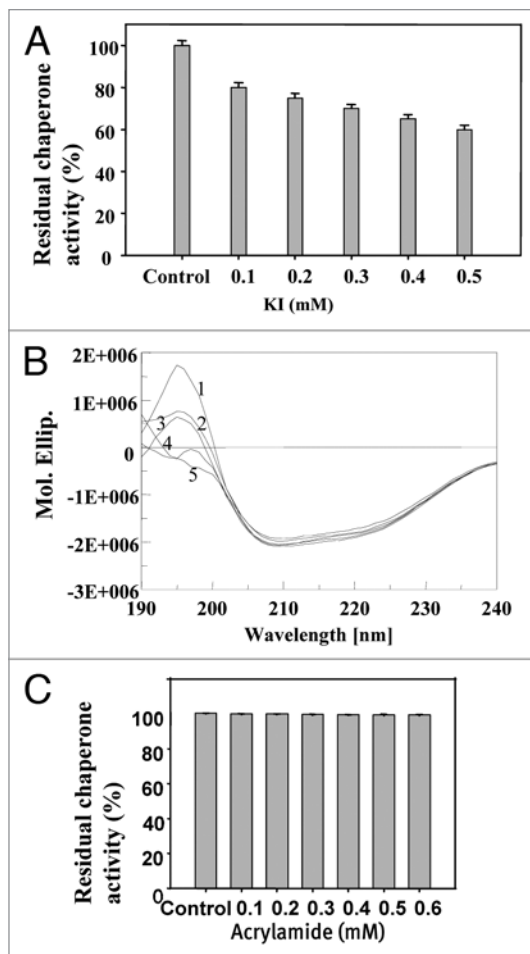 A
Residual chaperone
activity (%)
100
80
60
40
20
0
Control 0.1 0.2 0.3 0.4 0.5
KI (mM)
B
Mol. Ellip.
2E+006
1E+006
0
-1E+006
-2E+006
-3E+006
1
2
3
4
5
190 200 210 220 230 240
Wavelength [nm]
C
Residual chaperone
activity (%)
100
80
60
40
20
0
Control 0.1 0.2 0.3 0.4 0.5 0.6
Acrylamide (mM)